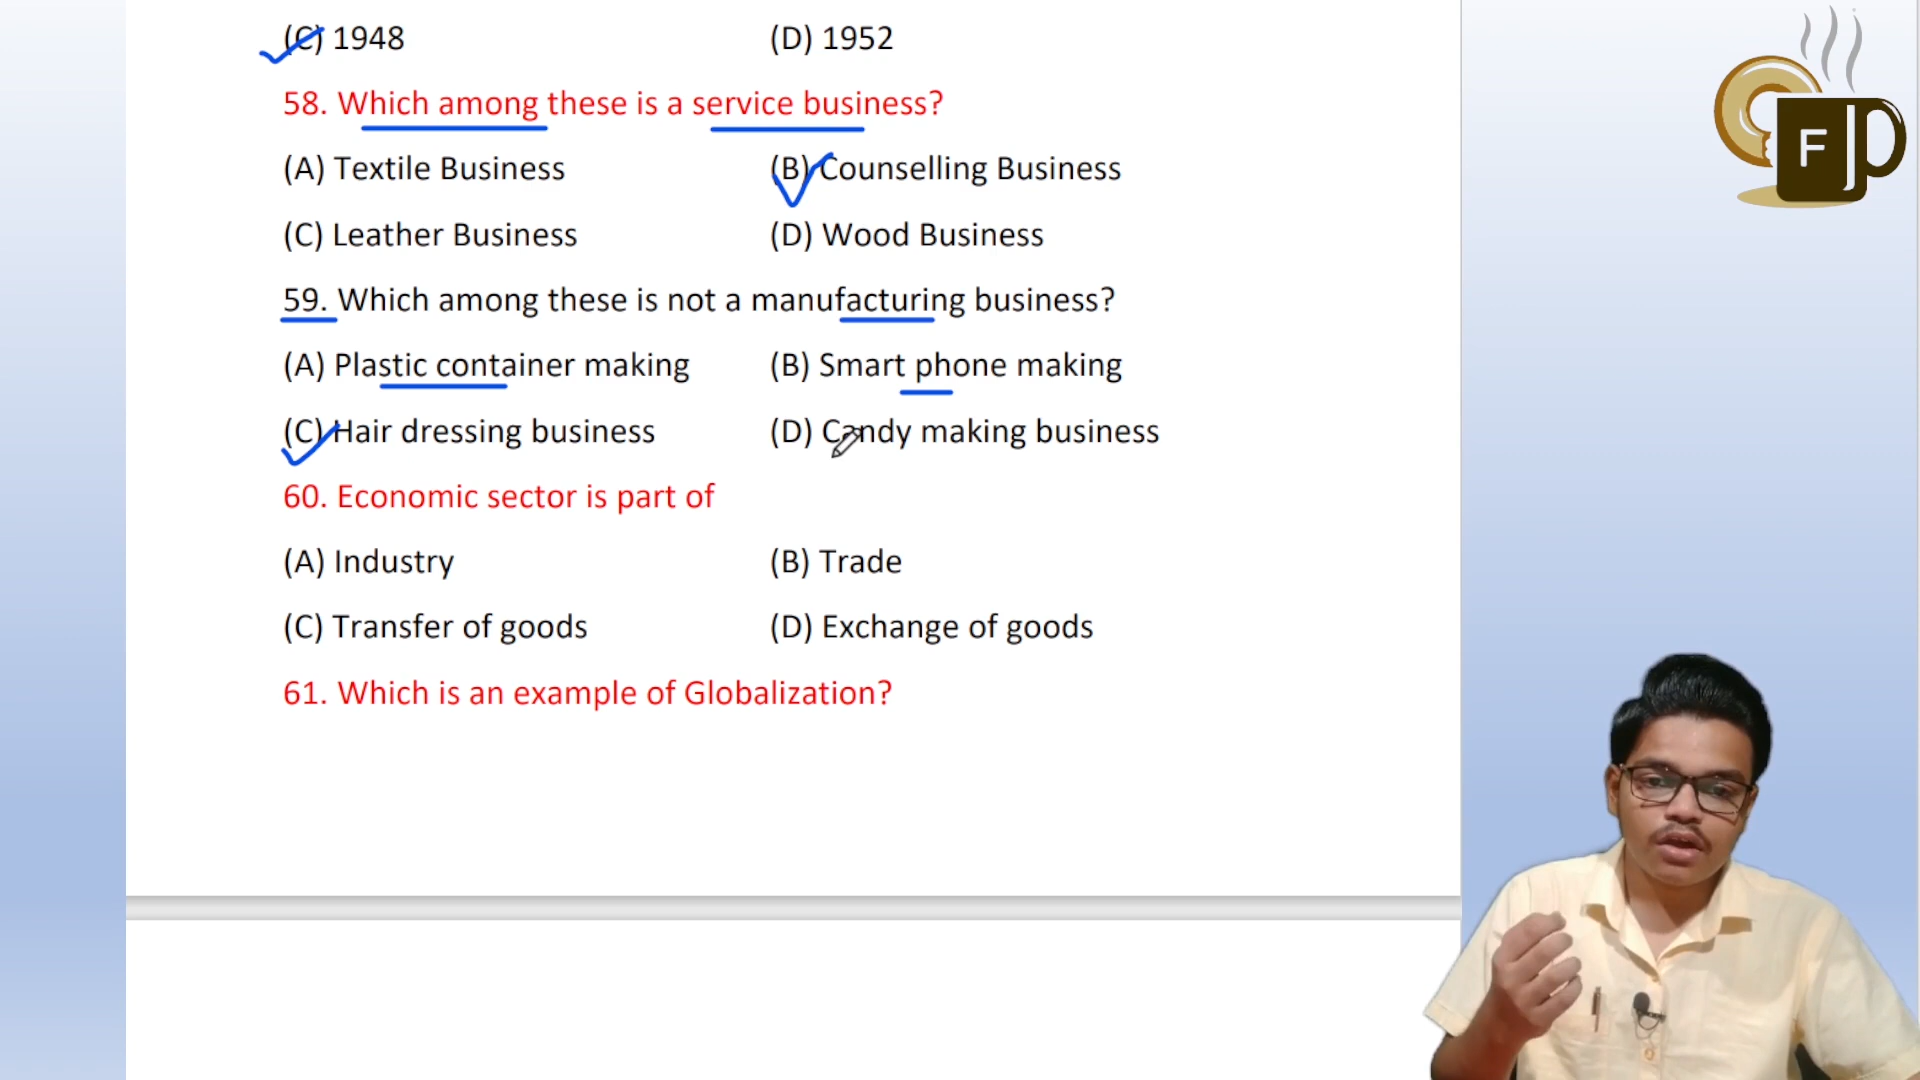 (C) 1948 (D) 1952
58. Which among these is a service business?
(A) Textile Business (B) Counselling Business
(C) Leather Business (D) Wood Business
59. Which among these is not a manufacturing business?
(A) Plastic container making (B) Smart phone making
(C) Hair dressing business (D) Candy making business
60. Economic sector is part of
(A) Industry (B) Trade
(C) Transfer of goods (D) Exchange of goods
61. Which is an example of Globalization?
F